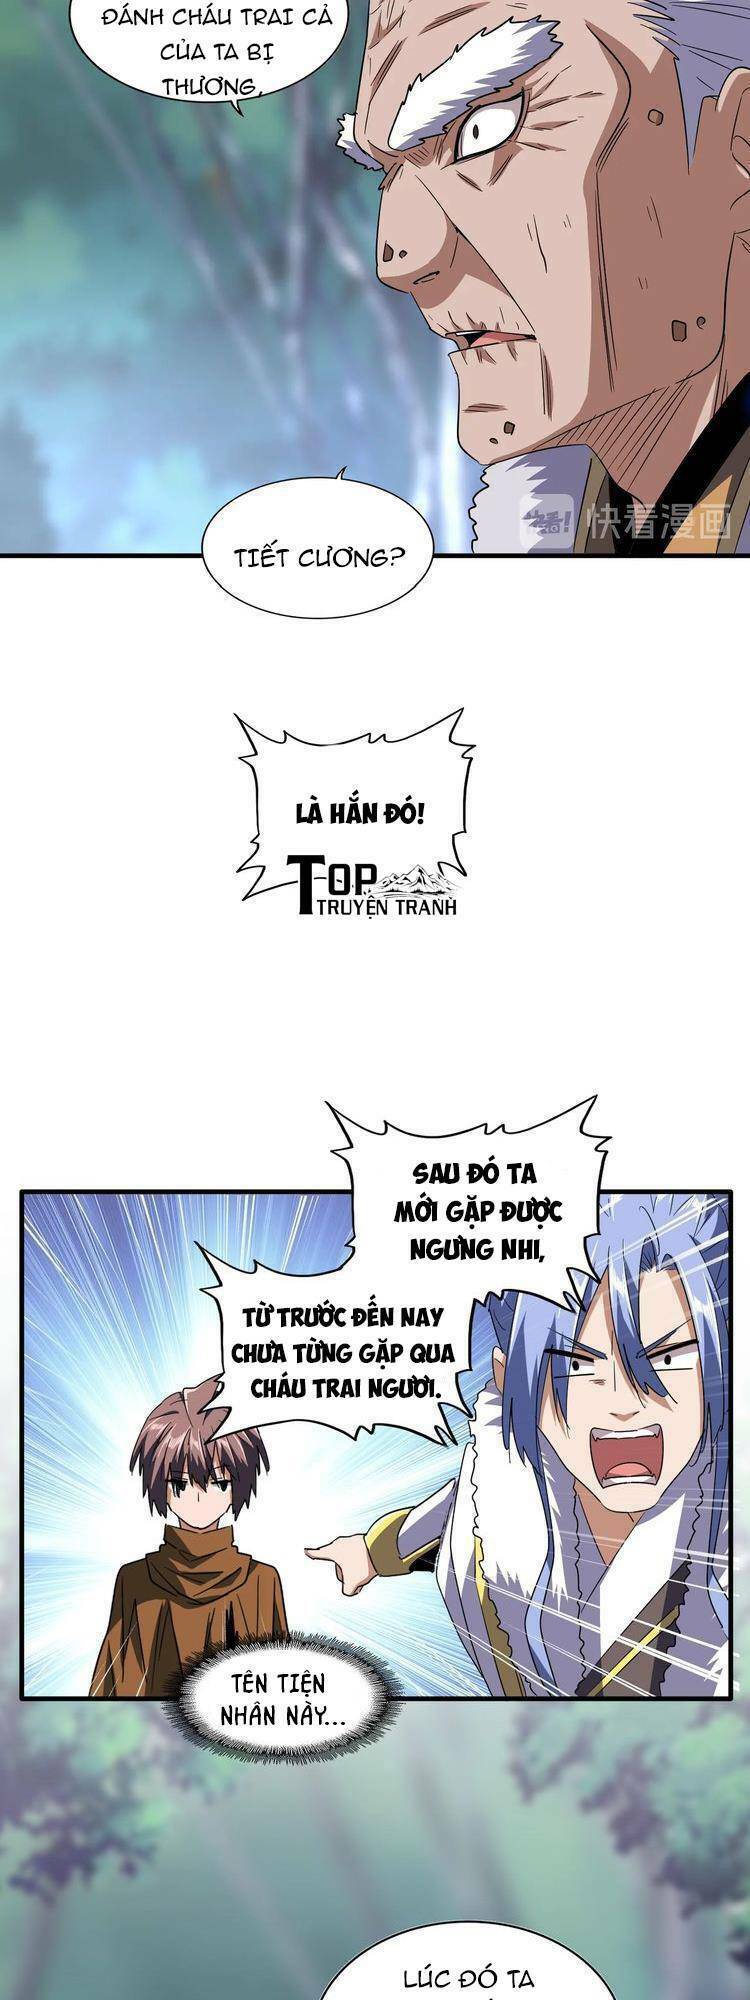 ĐÁNH CHÁU TRAI CẢ
CỦA TA BỊ
THƯƠNG,
快看!
快看漫画
TIẾT CƯƠNG?
LÀ HẮN ĐÓ!
TOP
TRUYỆN TRANH
SAU ĐÓ TA
MỚI GẶP ĐƯỢC
NGƯNG NHI,
TỪ TRƯỚC ĐẾN NAY
CHƯA TỪNG GẶP QUA
CHÁU TRAI NGƯƠI.
TÊN TIỆN
NHÂN NÀY...
LÚC ĐÓ TA